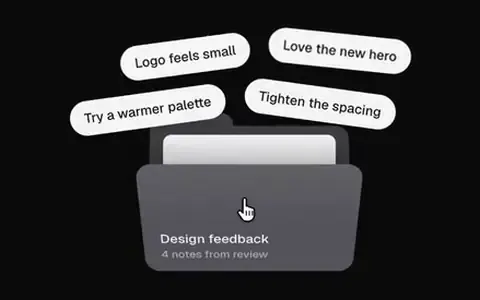 Logo feels small
Love the new hero
Try a warmer palette
Tighten the spacing
Design feedback
4 notes from review